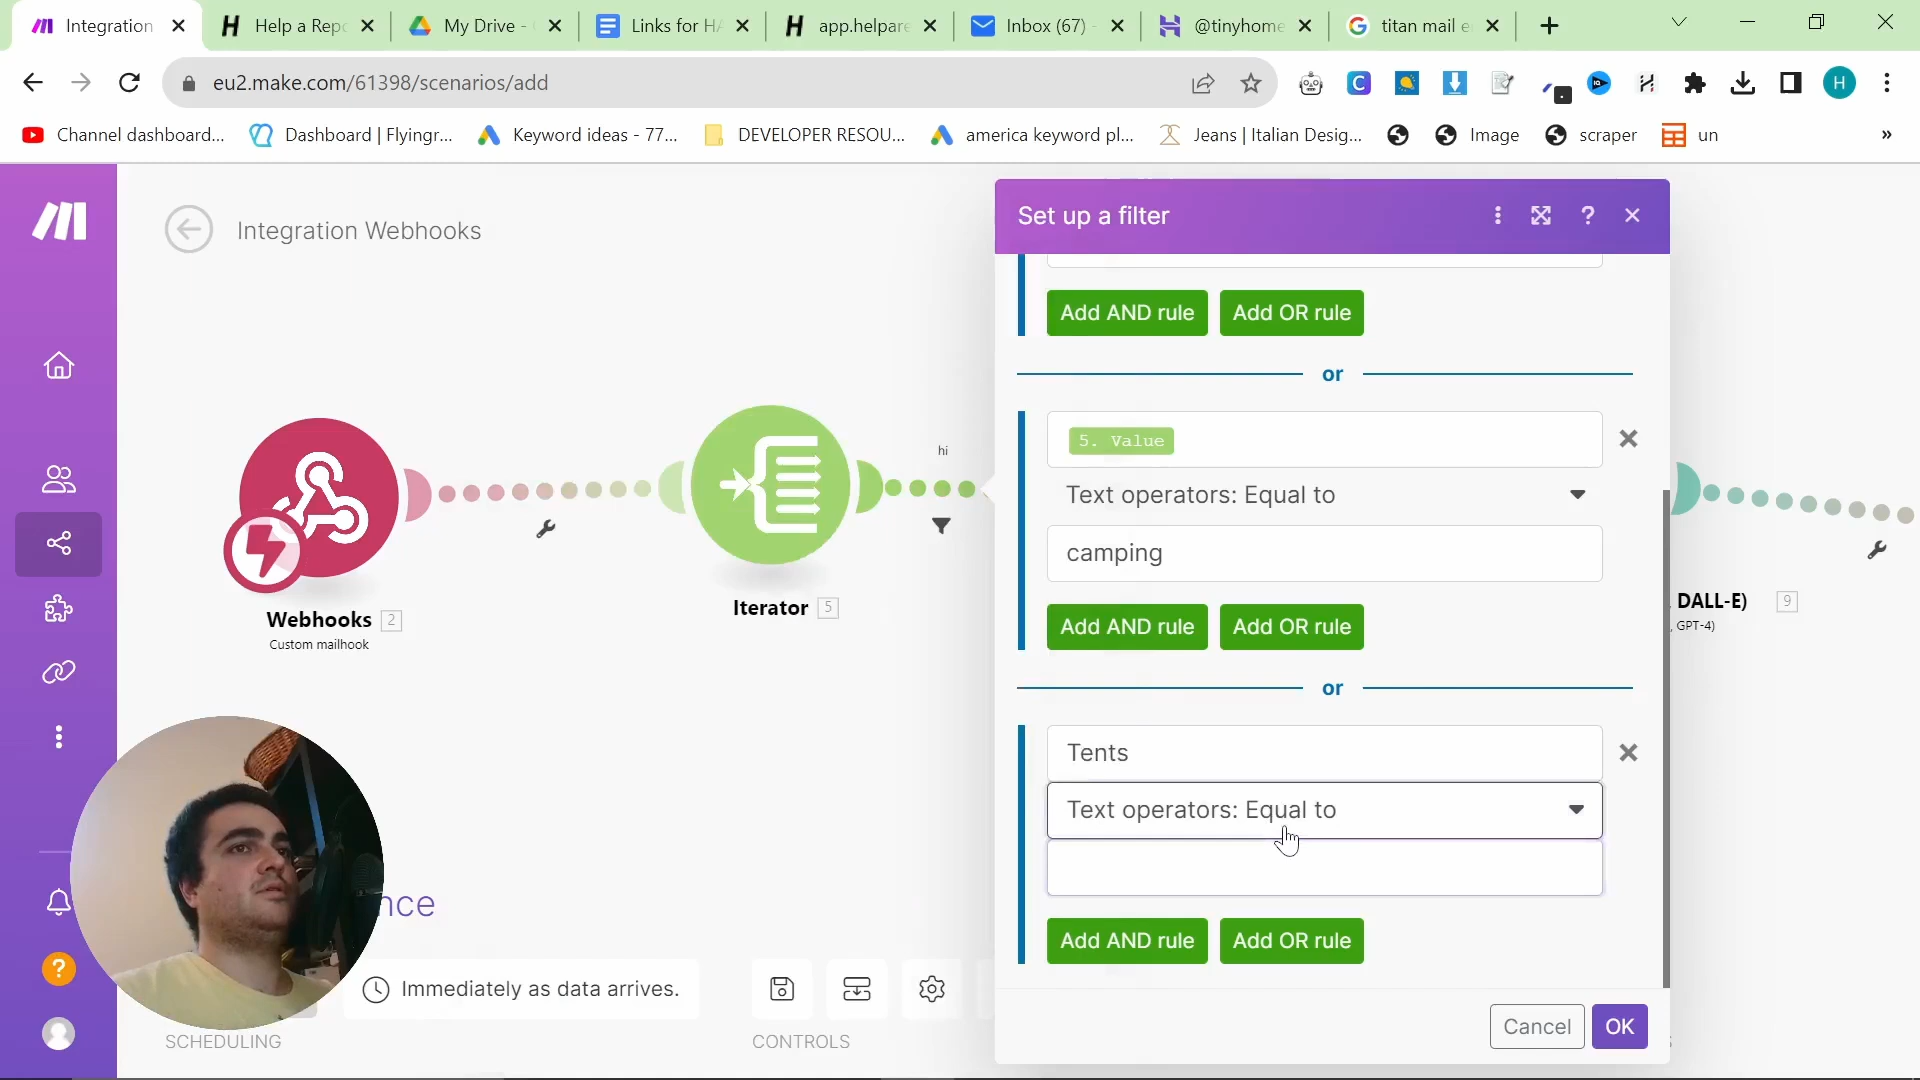 Integration
Help a Repo
My Drive -
Links for HA
app.helpare
Inbox (67) -
@tinyhome
titan mail e
eu2.make.com/61398/scenarios/add
H
Channel dashboard...
Dashboard | Flyingr...
Keyword ideas - 77...
DEVELOPER RESOU...
america keyword pl...
Jeans | Italian Desig...
Image
scraper
un
»
Integration Webhooks
Set up a filter
?
Add AND rule
Add OR rule
or
5. Value
Text operators: Equal to
camping
Add AND rule
Add OR rule
or
Tents
Text operators: Equal to
Add AND rule
Add OR rule
Cancel
OK
hi
Webhooks 2
Custom mailhook
Iterator 5
DALL-E) 9
, GPT-4)
nce
?
Immediately as data arrives.
SCHEDULING
CONTROLS